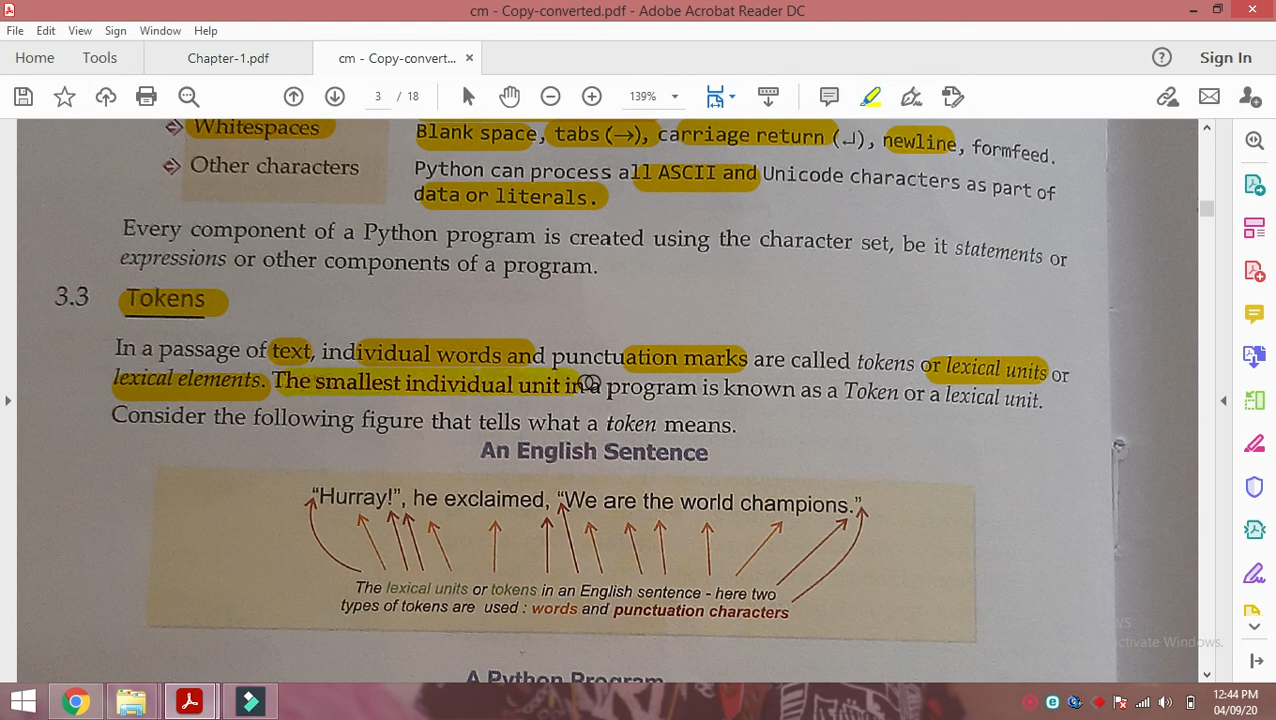 cm - Copy-converted.pdf - Adobe Acrobat Reader DC
File Edit View Sign Window Help
Home Tools Chapter-1.pdf cm - Copy-convert... Sign In
3 / 18 139%
Whitespaces Blank space, tabs (→), carriage return (↵), newline, formfeed.
Other characters Python can process all ASCII and Unicode characters as part of
data or literals.
Every component of a Python program is created using the character set, be it statements or
expressions or other components of a program.
3.3 Tokens
In a passage of text, individual words and punctuation marks are called tokens or lexical units or
lexical elements. The smallest individual unit in a program is known as a Token or a lexical unit.
Consider the following figure that tells what a token means.
An English Sentence
“Hurray!”, he exclaimed, “We are the world champions.”
The lexical units or tokens in an English sentence - here two
types of tokens are used : words and punctuation characters
A Python Program
ctivate Windows.
12:44 PM
04/09/20